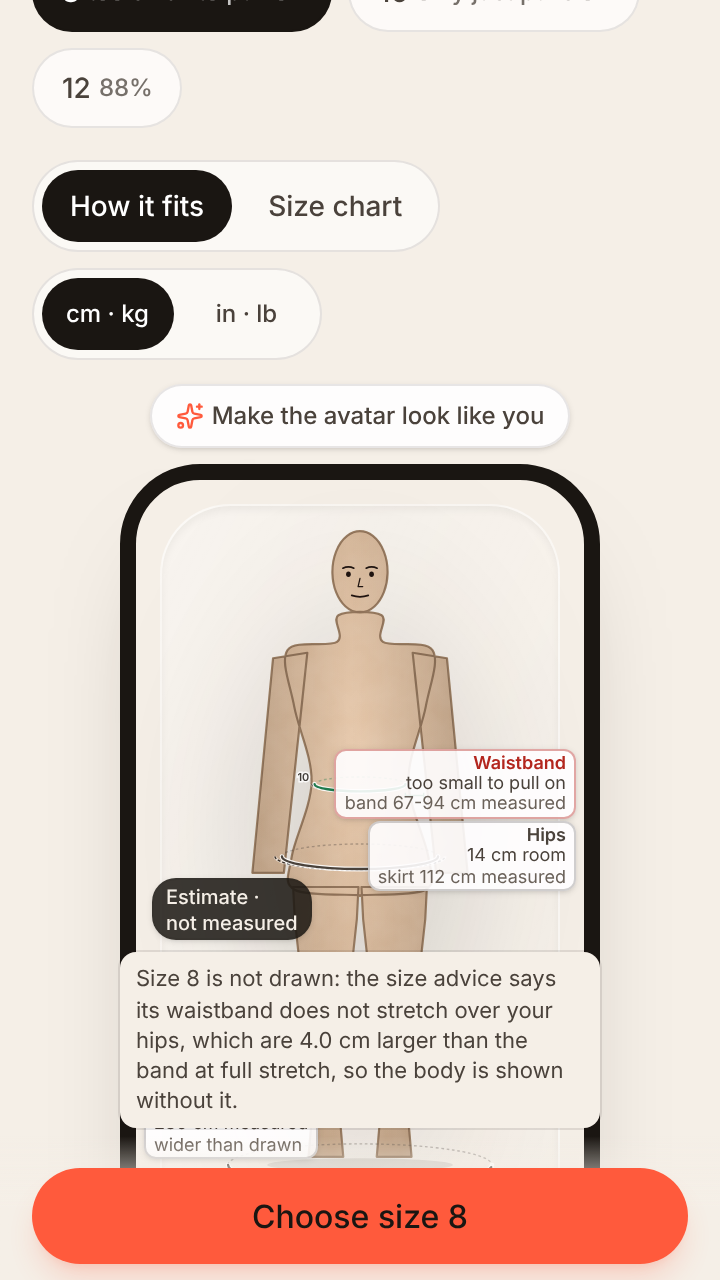 12 88%
How it fits Size chart
cm · kg in · lb
Make the avatar look like you
Waistband
10 too small to pull on
band 67-94 cm measured
Hips
14 cm room
skirt 112 cm measured
Estimate ·
not measured
Size 8 is not drawn: the size advice says
its waistband does not stretch over your
hips, which are 4.0 cm larger than the
band at full stretch, so the body is shown
without it.
wider than drawn
Choose size 8